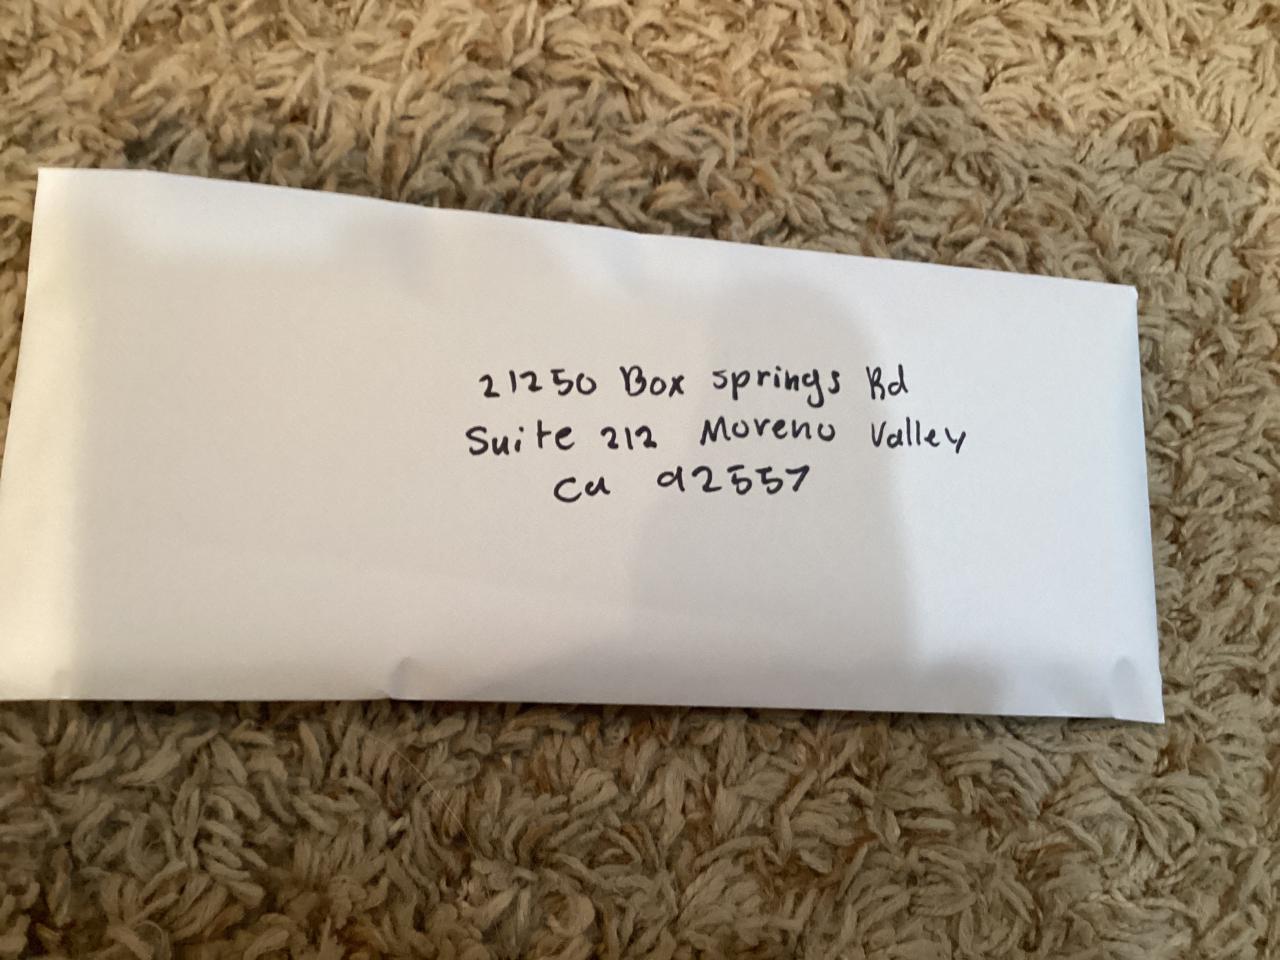 21250 Box springs Rd
Suite 212 Moreno Valley
Ca 92557